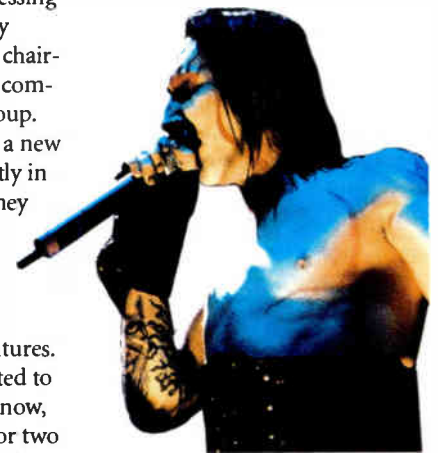 essing
y
chair-
com-
oup.
a new
tly in
ney
tures.
ted to
now,
or two